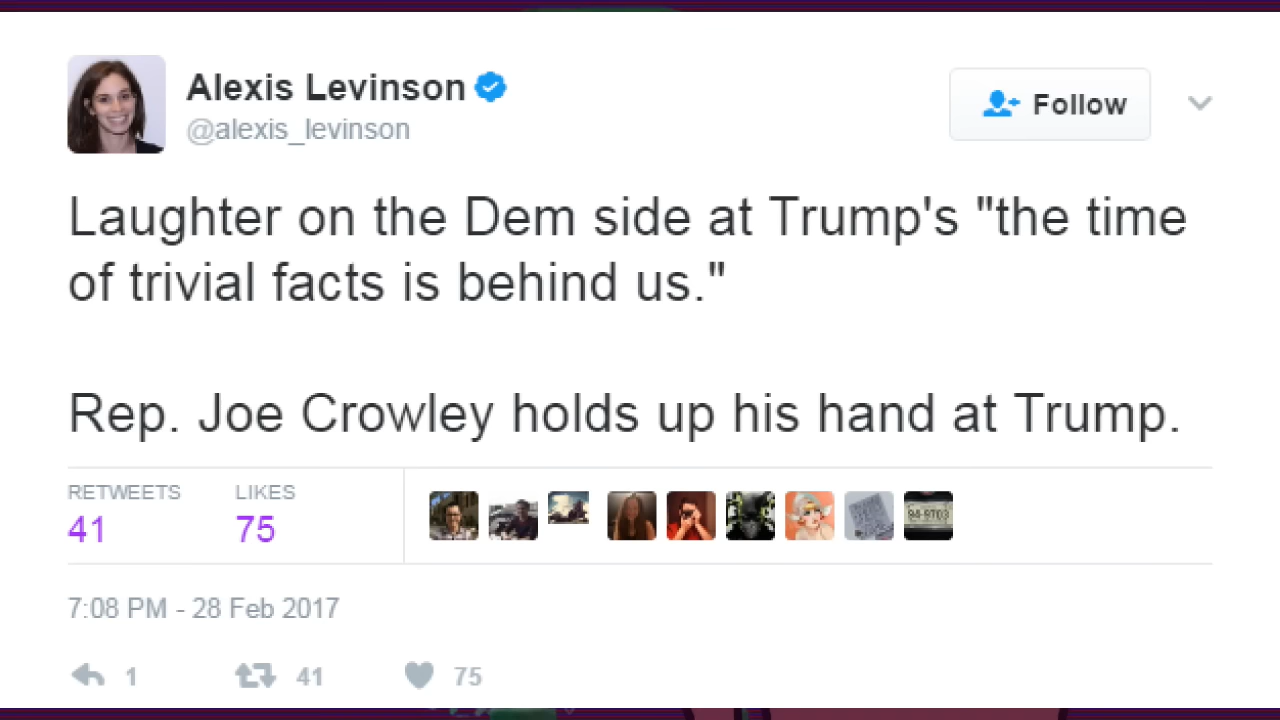 Alexis Levinson
@alexis_levinson
Follow
Laughter on the Dem side at Trump's "the time
of trivial facts is behind us."
Rep. Joe Crowley holds up his hand at Trump.
RETWEETS LIKES
41 75
84-9703
7:08 PM - 28 Feb 2017
1 41 75